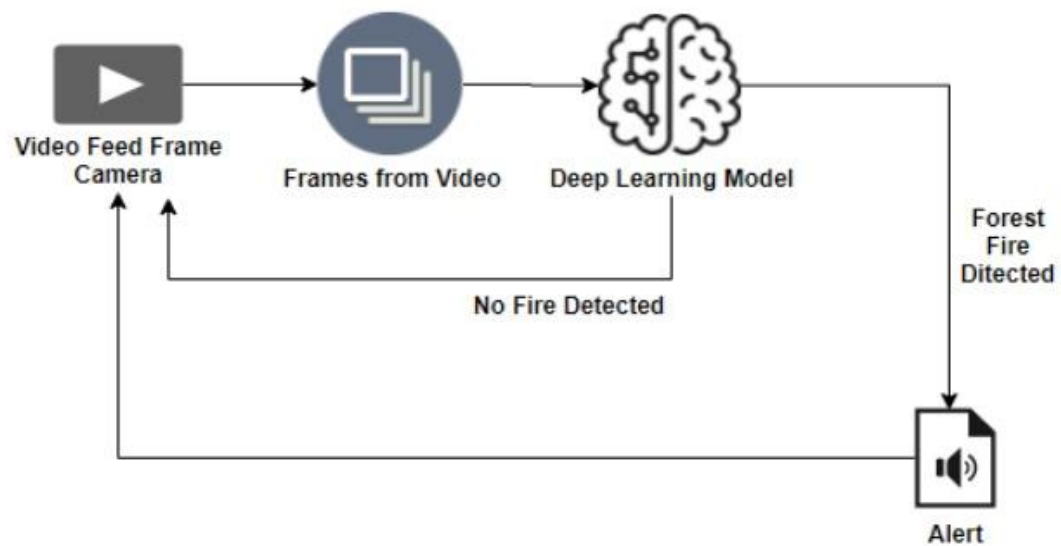 Video Feed Frame
Camera
Frames from Video
Deep Learning Model
Forest
Fire
Ditected
No Fire Detected
Alert